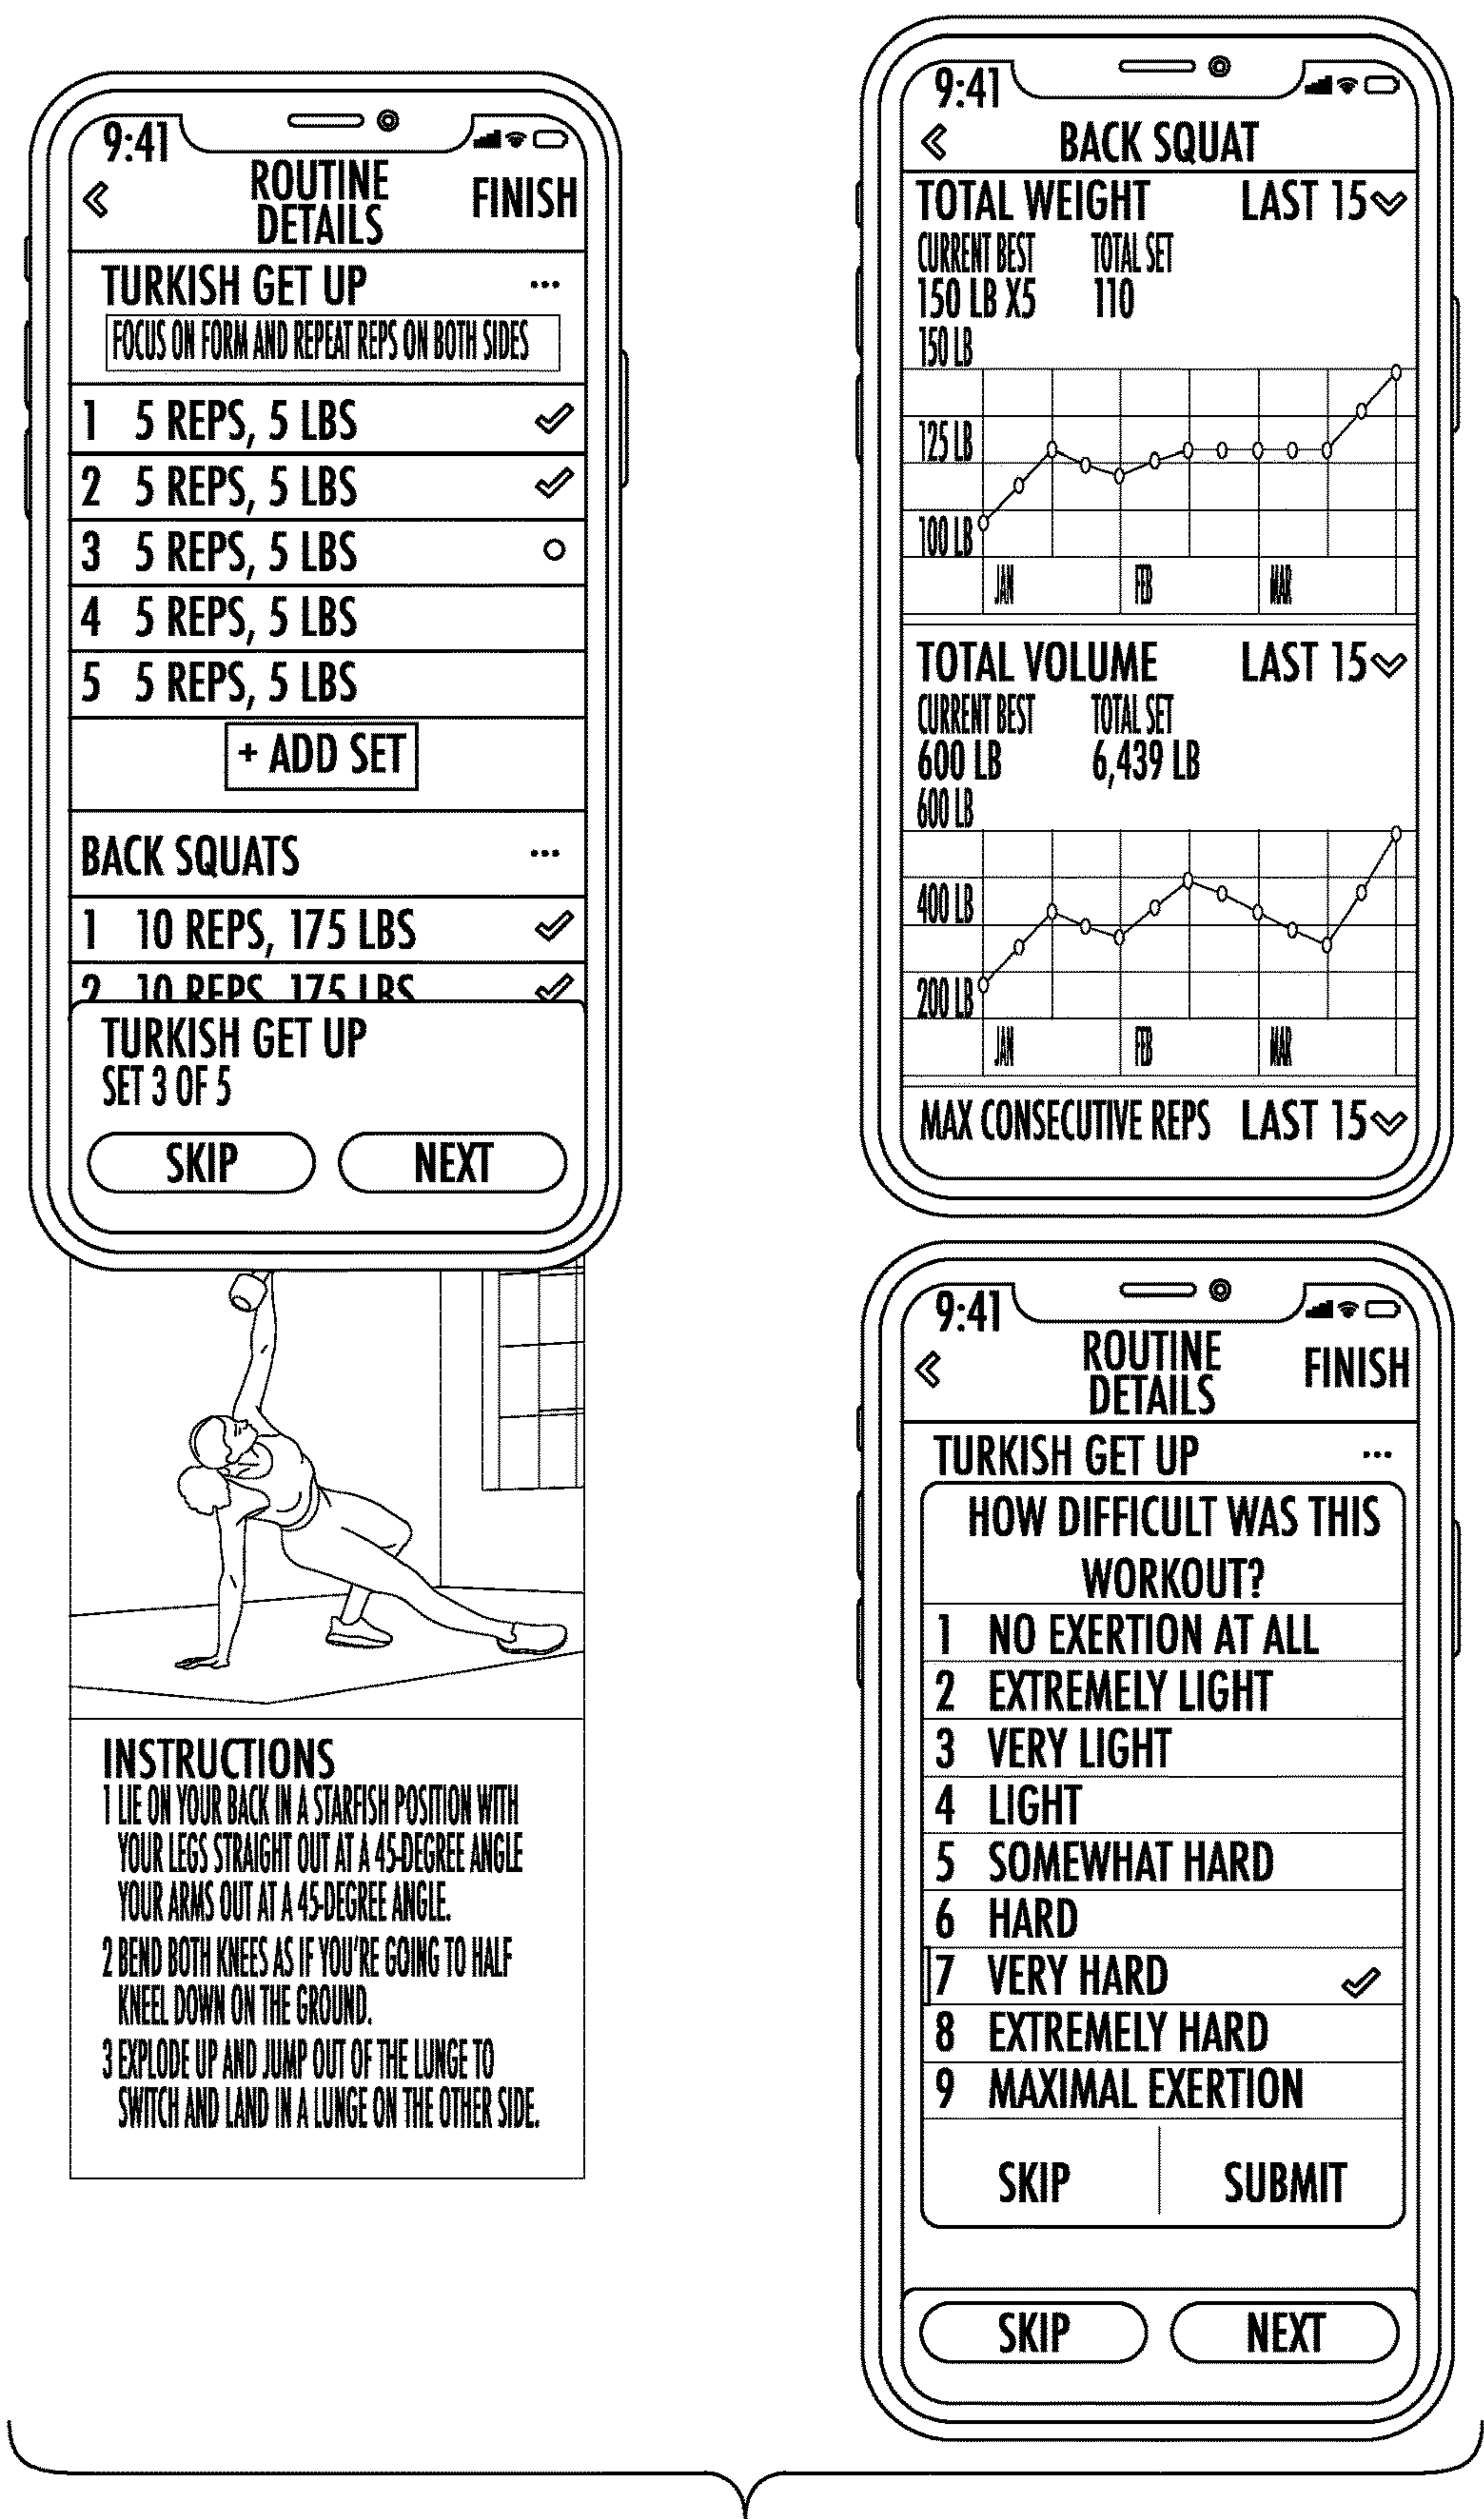 9:41
ROUTINE
DETAILS
FINISH
TURKISH GET UP
...
FOCUS ON FORM AND REPEAT REPS ON BOTH SIDES
1 5 REPS, 5 LBS
2 5 REPS, 5 LBS
3 5 REPS, 5 LBS
4 5 REPS, 5 LBS
5 5 REPS, 5 LBS
+ ADD SET
BACK SQUATS ...
1 10 REPS, 175 LBS
2 10 REPS, 175 LBS
TURKISH GET UP
SET 3 OF 5
SKIP NEXT
INSTRUCTIONS
1 LIE ON YOUR BACK IN A STARFISH POSITION WITH
YOUR LEGS STRAIGHT OUT AT A 45-DEGREE ANGLE
YOUR ARMS OUT AT A 45-DEGREE ANGLE.
2 BEND BOTH KNEES AS IF YOU'RE GOING TO HALF
KNEEL DOWN ON THE GROUND.
3 EXPLODE UP AND JUMP OUT OF THE LUNGE TO
SWITCH AND LAND IN A LUNGE ON THE OTHER SIDE.
9:41
BACK SQUAT
TOTAL WEIGHT LAST 15
CURRENT BEST TOTAL SET
150 LB X5 110
150 LB
125 LB
100 LB
JAN FEB MAR
TOTAL VOLUME LAST 15
CURRENT BEST TOTAL SET
600 LB 6,439 LB
600 LB
400 LB
200 LB
JAN FEB MAR
MAX CONSECUTIVE REPS LAST 15
9:41
ROUTINE
DETAILS
FINISH
TURKISH GET UP ...
HOW DIFFICULT WAS THIS
WORKOUT?
1 NO EXERTION AT ALL
2 EXTREMELY LIGHT
3 VERY LIGHT
4 LIGHT
5 SOMEWHAT HARD
6 HARD
7 VERY HARD
8 EXTREMELY HARD
9 MAXIMAL EXERTION
SKIP SUBMIT
SKIP NEXT